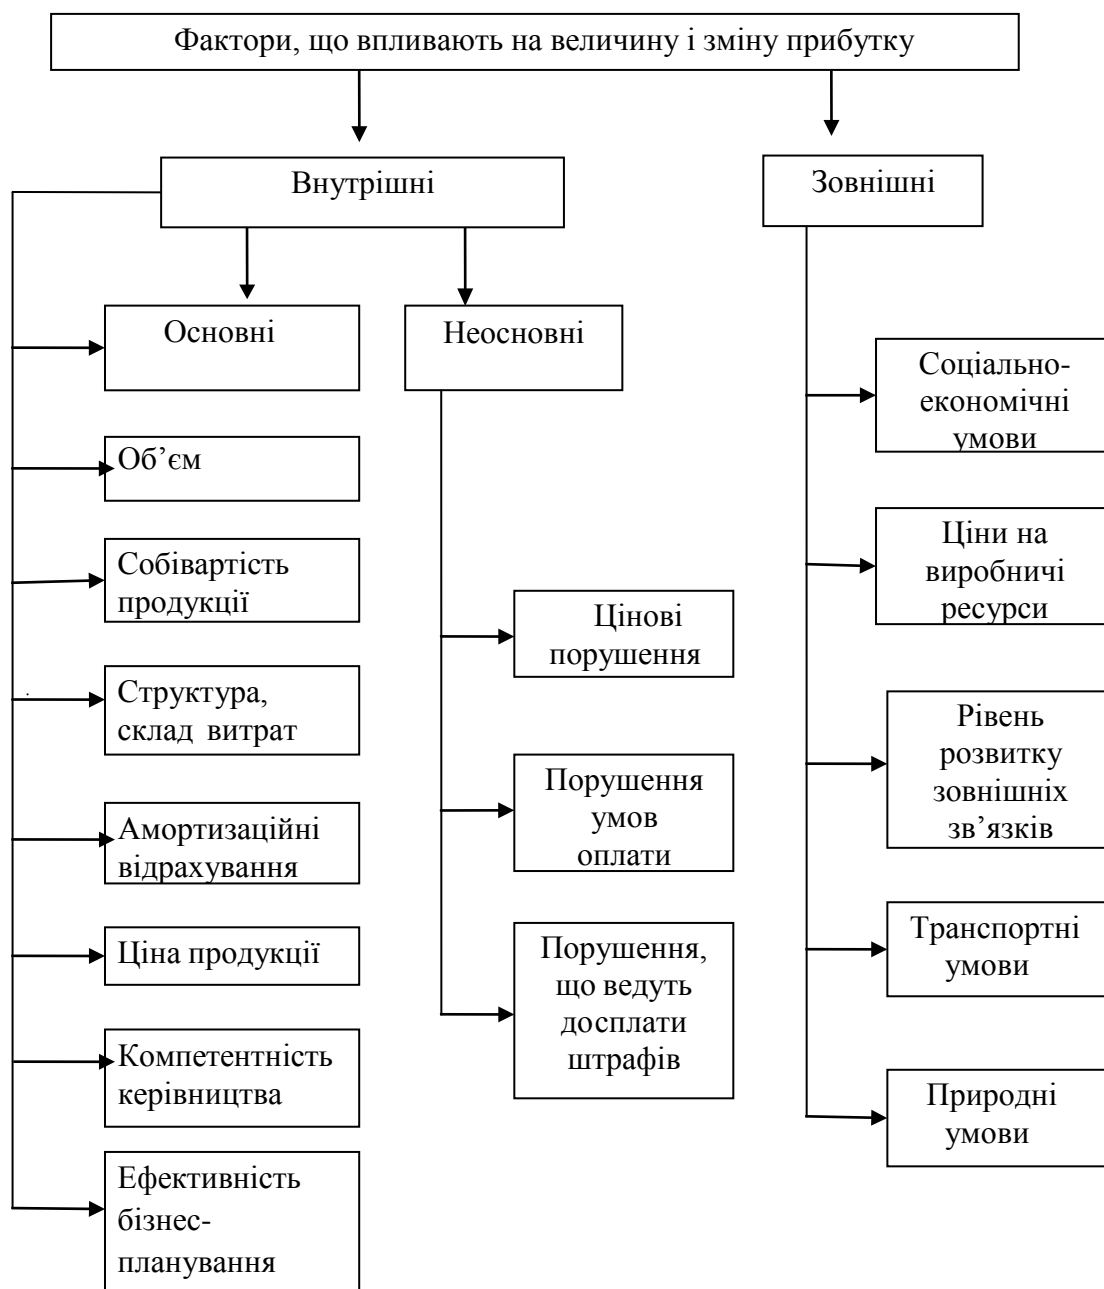 Фактори, що впливають на величину і зміну прибутку
Внутрішні
Зовнішні
Основні
Неосновні
Об’єм
Собівартість
продукції
Структура,
склад витрат
Амортизаційні
відрахування
Ціна продукції
Компетентність
керівництва
Ефективність
бізнес-
планування
Цінові
порушення
Порушення
умов
оплати
Порушення,
що ведуть
досплати
штрафів
Соціально-
економічні
умови
Ціни на
виробничі
ресурси
Рівень
розвитку
зовнішніх
зв’язків
Транспортні
умови
Природні
умови